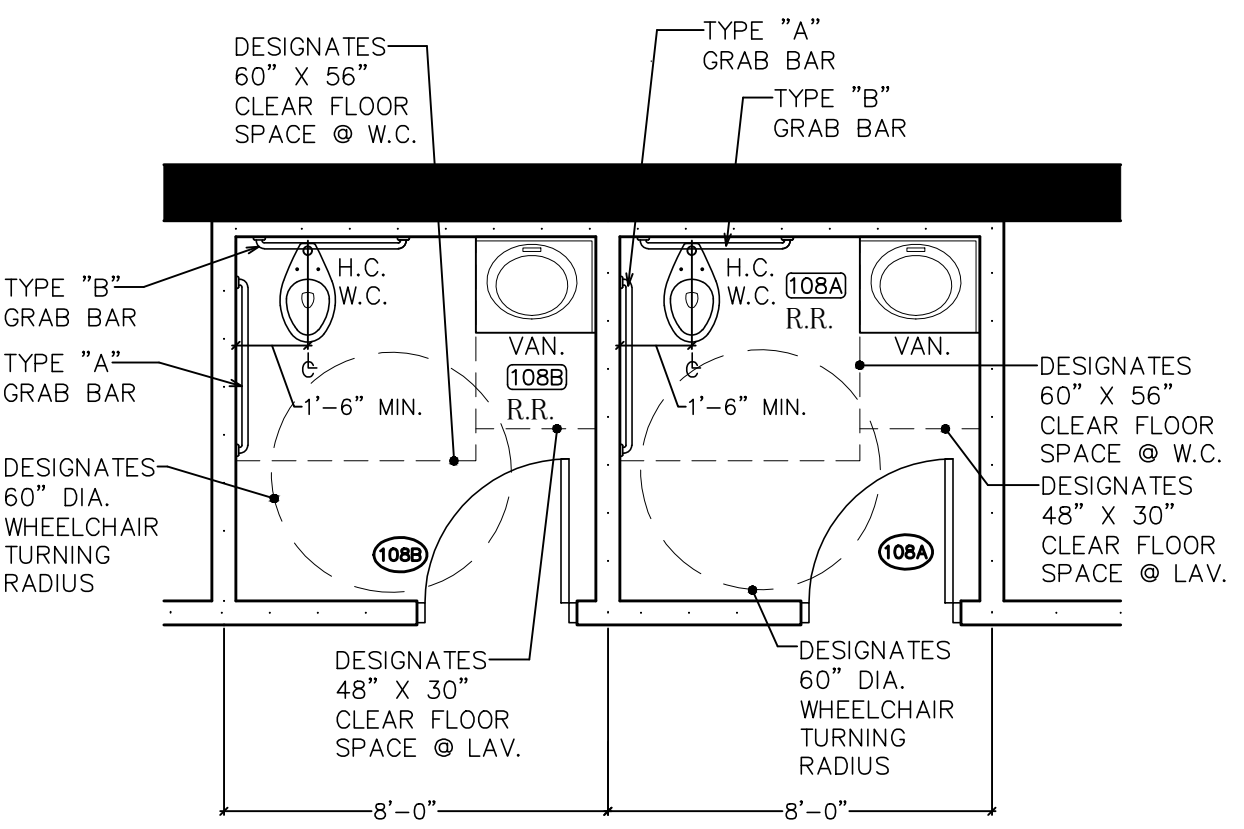 DESIGNATES
60” X 56”
CLEAR FLOOR
SPACE @ W.C.
TYPE ”A”
GRAB BAR
TYPE ”B”
GRAB BAR
TYPE ”B”
GRAB BAR
TYPE ”A”
GRAB BAR
DESIGNATES
60” DIA.
WHEELCHAIR
TURNING
RADIUS
H.C.
W.C.
VAN.
108B
R.R.
1’-6” MIN.
108B
H.C.
W.C.
108A
R.R.
VAN.
1’-6” MIN.
108A
DESIGNATES
60” X 56”
CLEAR FLOOR
SPACE @ W.C.
DESIGNATES
48” X 30”
CLEAR FLOOR
SPACE @ LAV.
DESIGNATES
48” X 30”
CLEAR FLOOR
SPACE @ LAV.
DESIGNATES
60” DIA.
WHEELCHAIR
TURNING
RADIUS
8’-0”
8’-0”